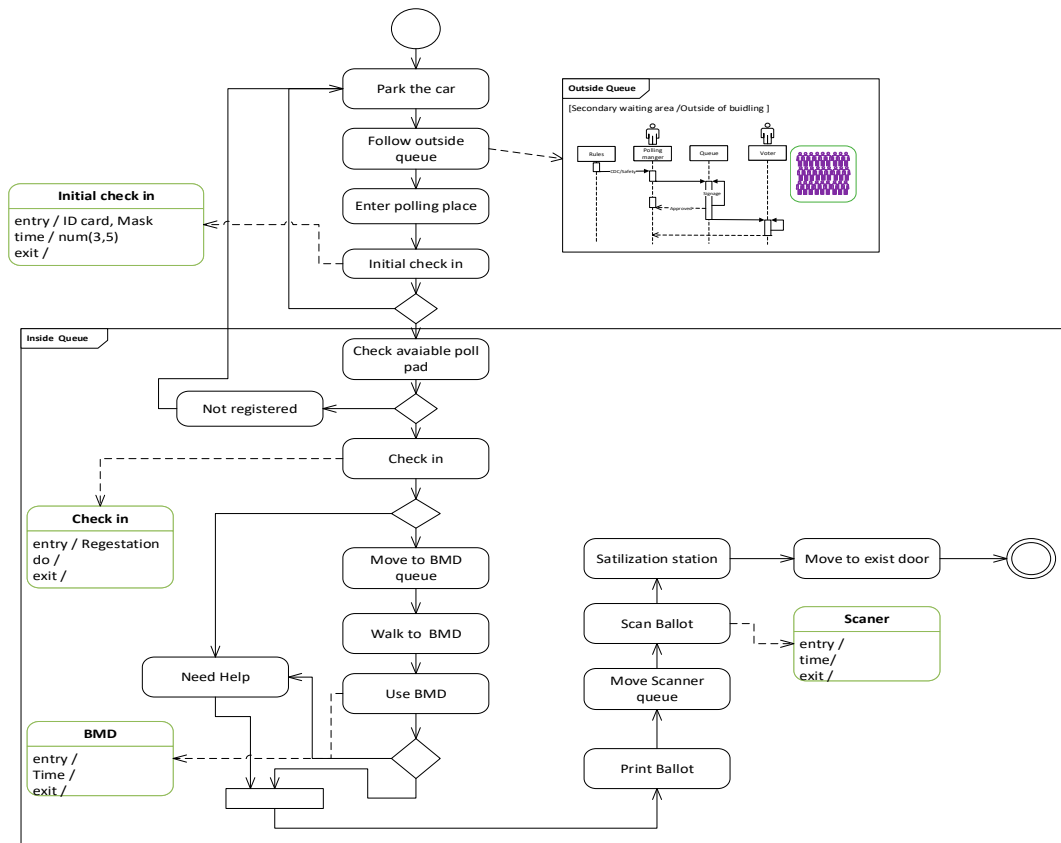 Park the car
Follow outside
queue
Enter polling place
Initial check in
Outside Queue
[Secondary waiting area /Outside of buidling ]
Rules
Polling
manger
Queue
Voter
CDC/Safety
Signage
Approved
Initial check in
entry / ID card, Mask
time / num(3,5)
exit /
Inside Queue
Check avaiable poll
pad
Not registered
Check in
Check in
entry / Regestation
do /
exit /
Move to BMD
queue
Walk to BMD
Need Help
Use BMD
BMD
entry /
Time /
exit /
Satilization station
Move to exist door
Scan Ballot
Scaner
entry /
time/
exit /
Move Scanner
queue
Print Ballot